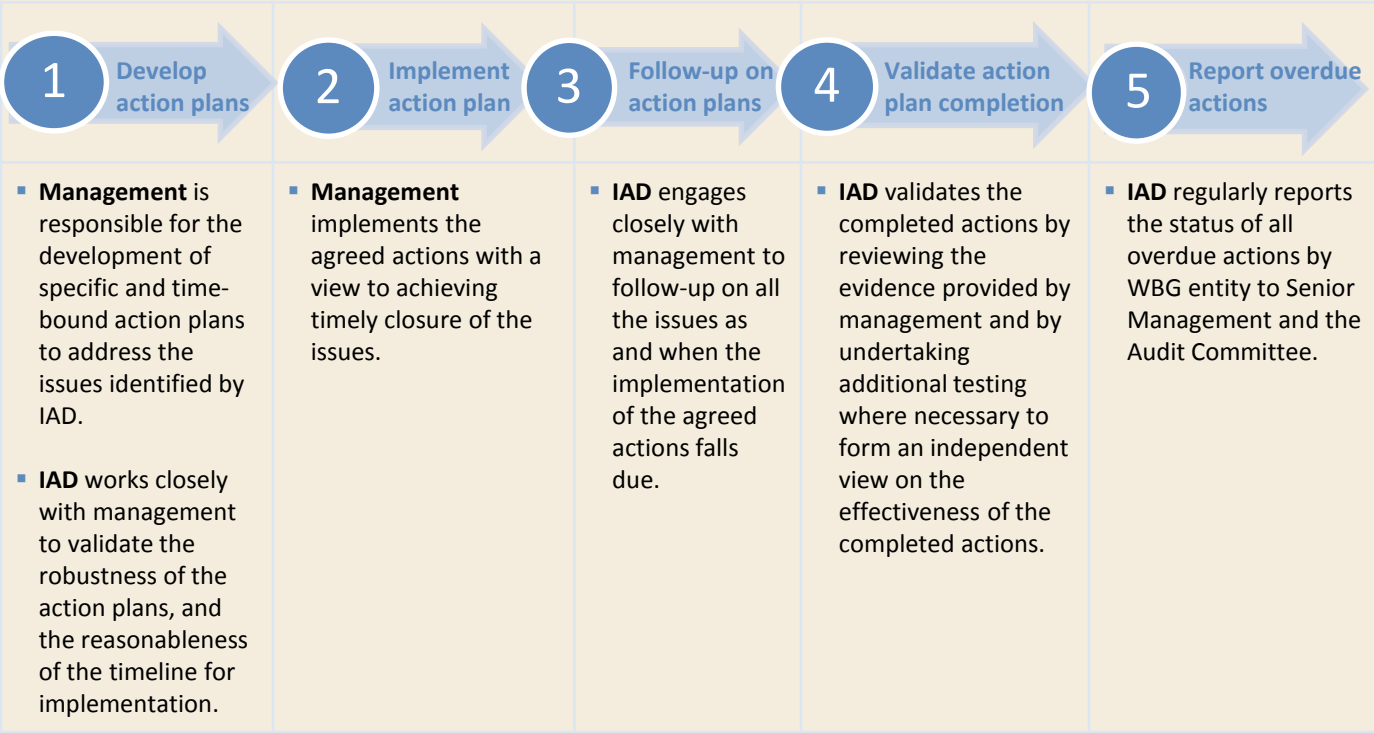 1
Develop
action plans
2
Implement
action plan
3
Follow-up on
action plans
4
Validate action
plan completion
5
Report overdue
actions
▪ Management is
responsible for the
development of
specific and time-
bound action plans
to address the
issues identified by
IAD.
▪ IAD works closely
with management
to validate the
robustness of the
action plans, and
the reasonableness
of the timeline for
implementation.
▪ Management
implements the
agreed actions with a
view to achieving
timely closure of the
issues.
▪ IAD engages
closely with
management to
follow-up on all
the issues as
and when the
implementation
of the agreed
actions falls
due.
▪ IAD validates the
completed actions by
reviewing the
evidence provided by
management and by
undertaking
additional testing
where necessary to
form an independent
view on the
effectiveness of the
completed actions.
▪ IAD regularly reports
the status of all
overdue actions by
WBG entity to Senior
Management and the
Audit Committee.